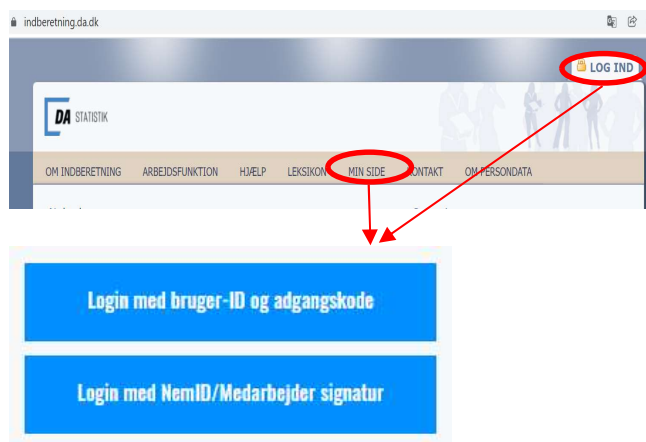 indberetning.da.dk
LOG IND
DA STATISTIK
OM INDBERETNING ARBEJDSFUNKTION HJÆLP LEKSIKON MIN SIDE KONTAKT OM PERSONDATA
Login med bruger-ID og adgangskode
Login med NemID/Medarbejder signatur